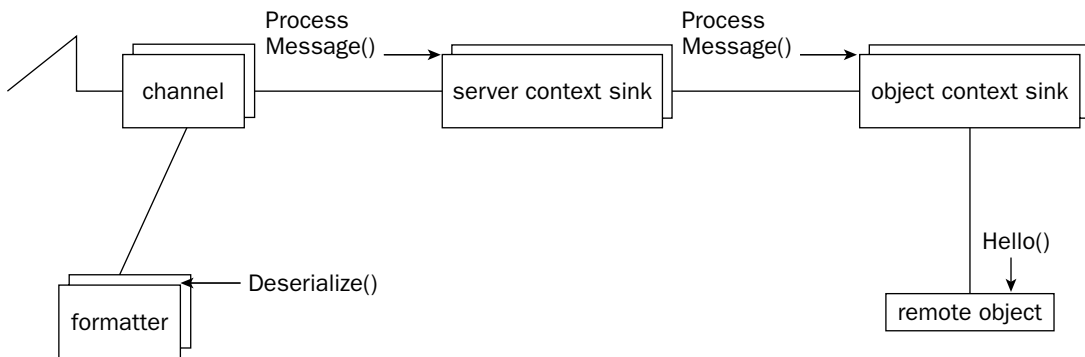 Process
Message()
Process
Message()
channel
server context sink
object context sink
Hello()
Deserialize()
formatter
remote object